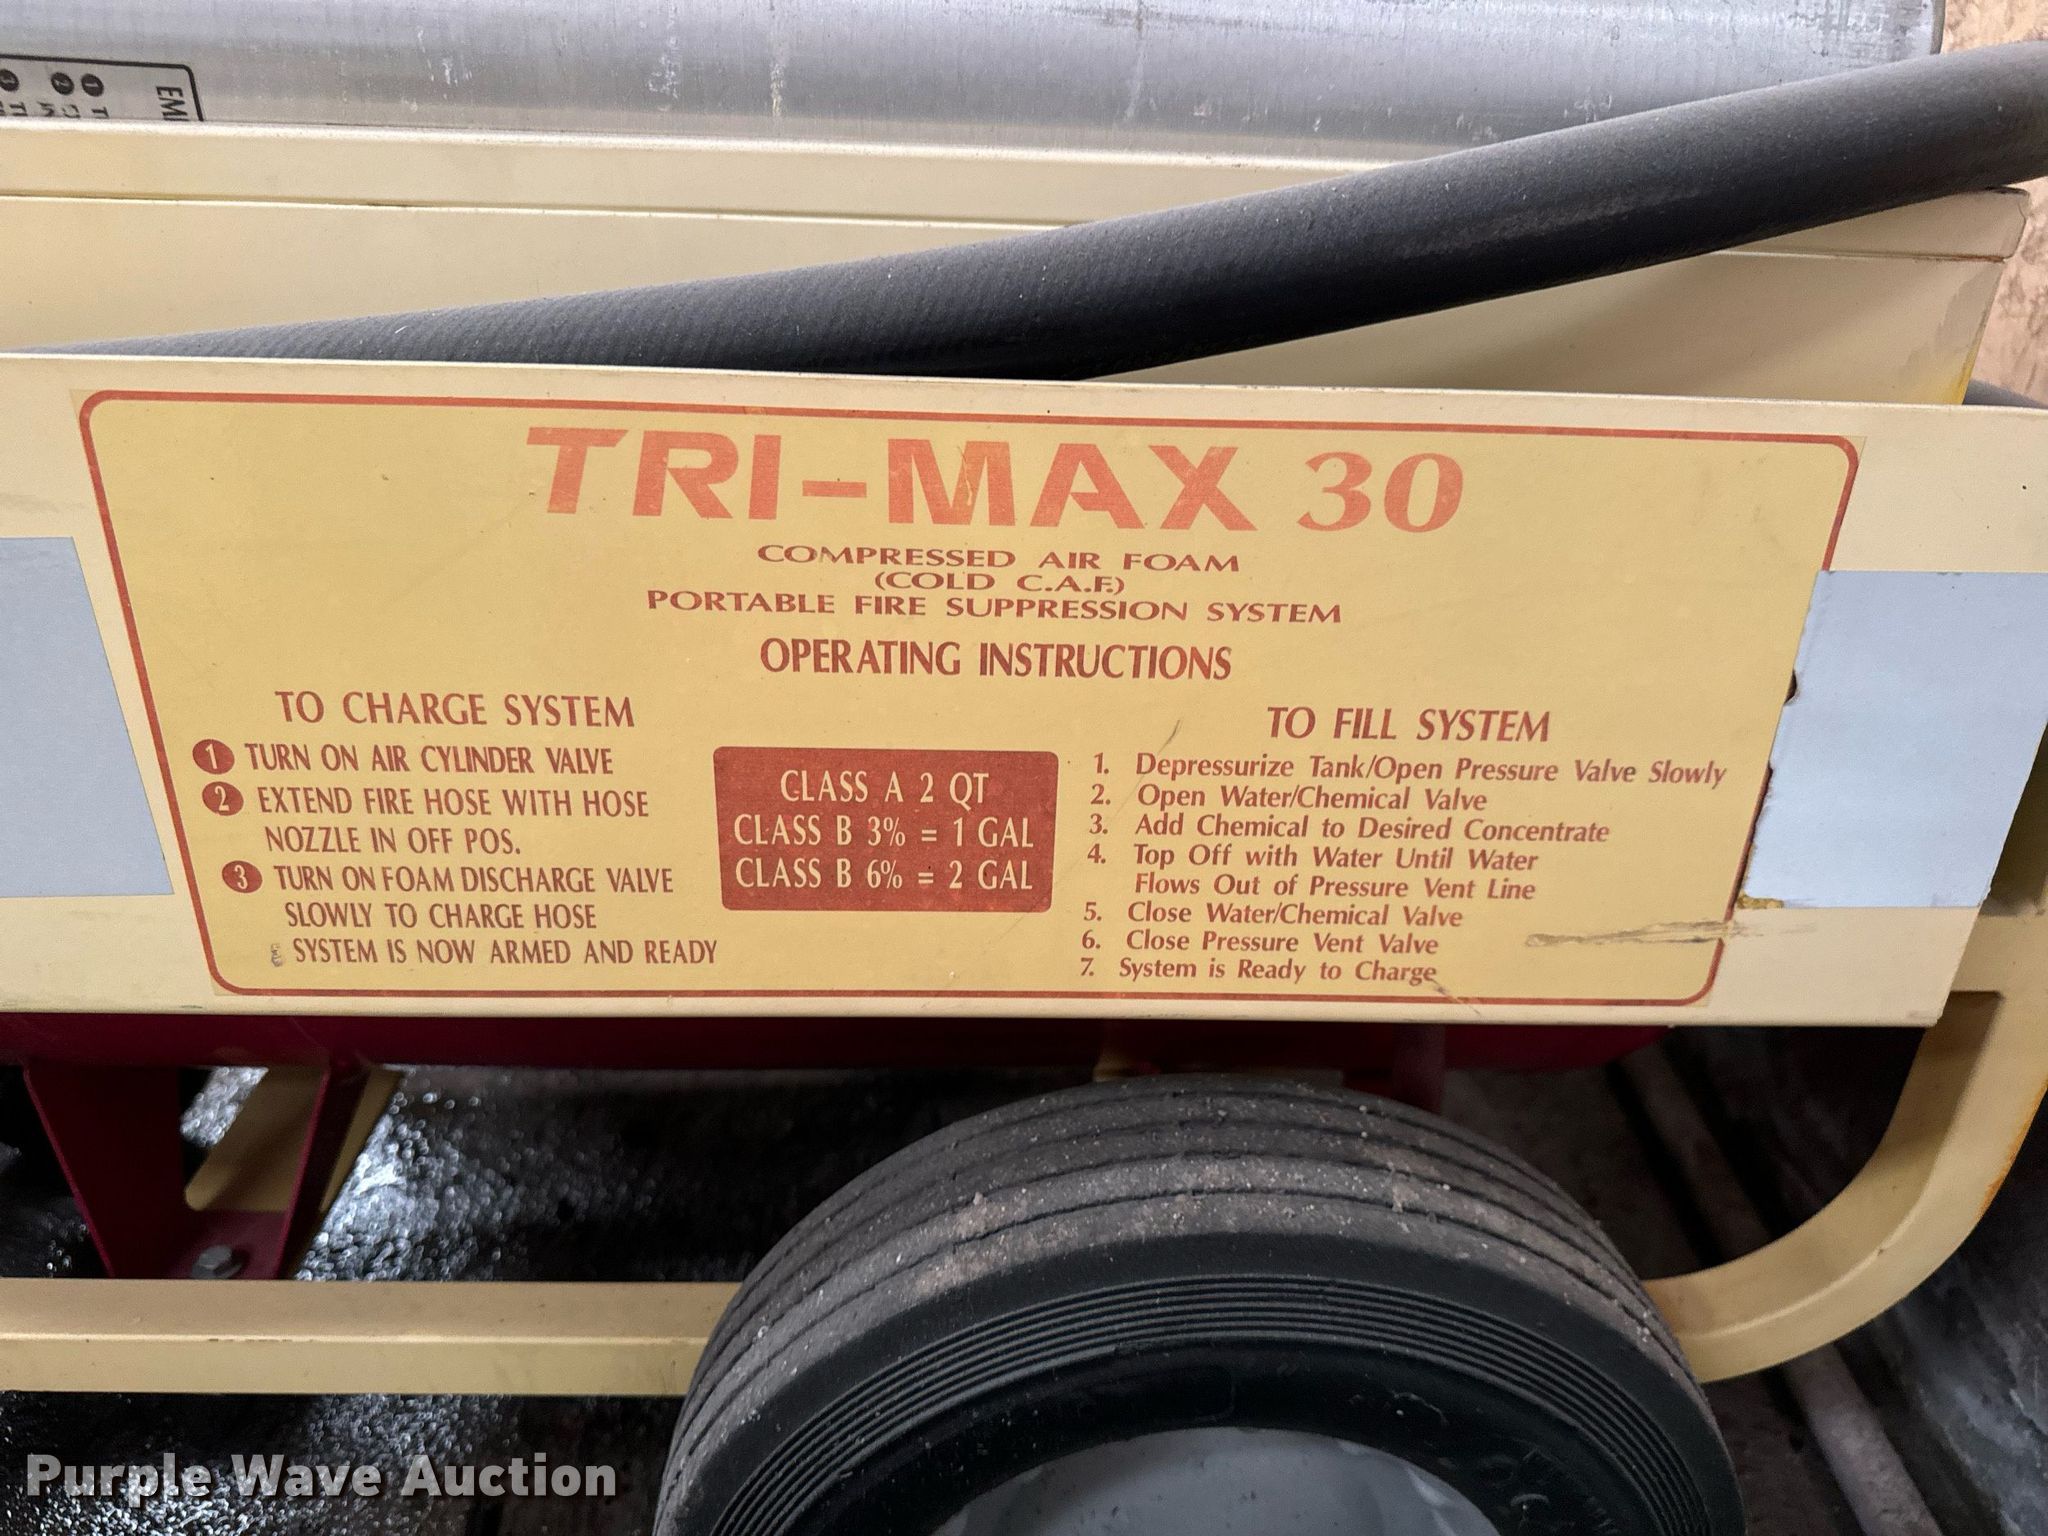 EM
TRI-MAX 30
COMPRESSED AIR FOAM
(COLD C.A.F.)
PORTABLE FIRE SUPPRESSION SYSTEM
OPERATING INSTRUCTIONS
TO CHARGE SYSTEM
1 TURN ON AIR CYLINDER VALVE
2 EXTEND FIRE HOSE WITH HOSE
NOZZLE IN OFF POS.
3 TURN ON FOAM DISCHARGE VALVE
SLOWLY TO CHARGE HOSE
SYSTEM IS NOW ARMED AND READY
CLASS A 2 QT
CLASS B 3% = 1 GAL
CLASS B 6% = 2 GAL
TO FILL SYSTEM
1. Depressurize Tank/Open Pressure Valve Slowly
2. Open Water/Chemical Valve
3. Add Chemical to Desired Concentrate
4. Top Off with Water Until Water
Flows Out of Pressure Vent Line
5. Close Water/Chemical Valve
6. Close Pressure Vent Valve
7. System is Ready to Charge
Purple Wave Auction